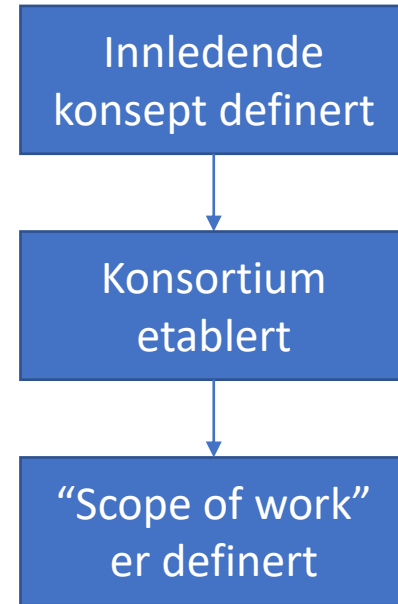 Innledende
konsept definert
Konsortium
etablert
“Scope of work”
er definert